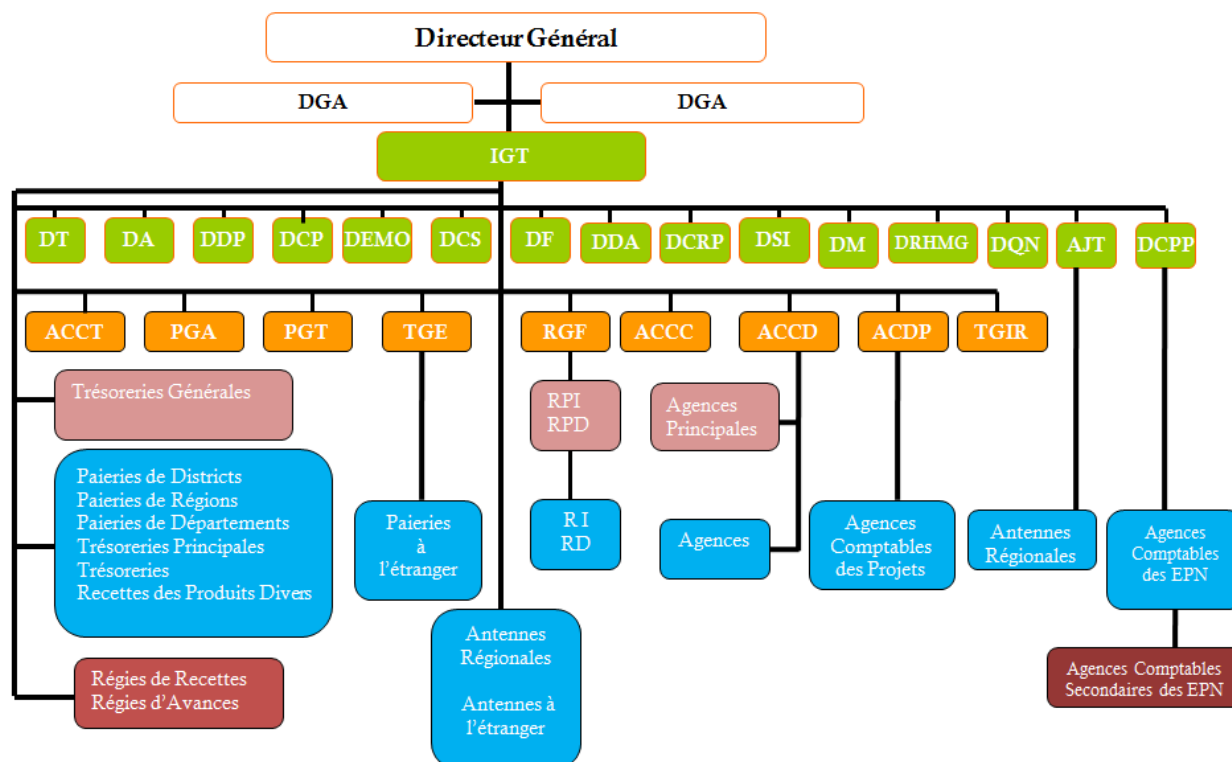 Directeur Général
DGA
DGA
IGT
DT
DA
DDP
DCP
DEMO
DCS
DF
DDA
DCRP
DSI
DM
DRHMG
DQN
AJT
DCPP
ACCT
PGA
PGT
TGE
RGF
ACCC
ACCD
ACDP
TGIR
Trésoreries Générales
RPI
RPD
Agences
Principales
Paieries de Districts
Paieries de Régions
Paieries de Départements
Trésoreries Principales
Trésoreries
Recettes des Produits Divers
Paieries
à
l'étranger
R I
RD
Agences
Agences
Comptables
des Projets
Antennes
Régionales
Agences
Comptables
des EPN
Antennes
Régionales
Antennes à
l'étranger
Régies de Recettes
Régies d'Avances
Agences Comptables
Secondaires des EPN